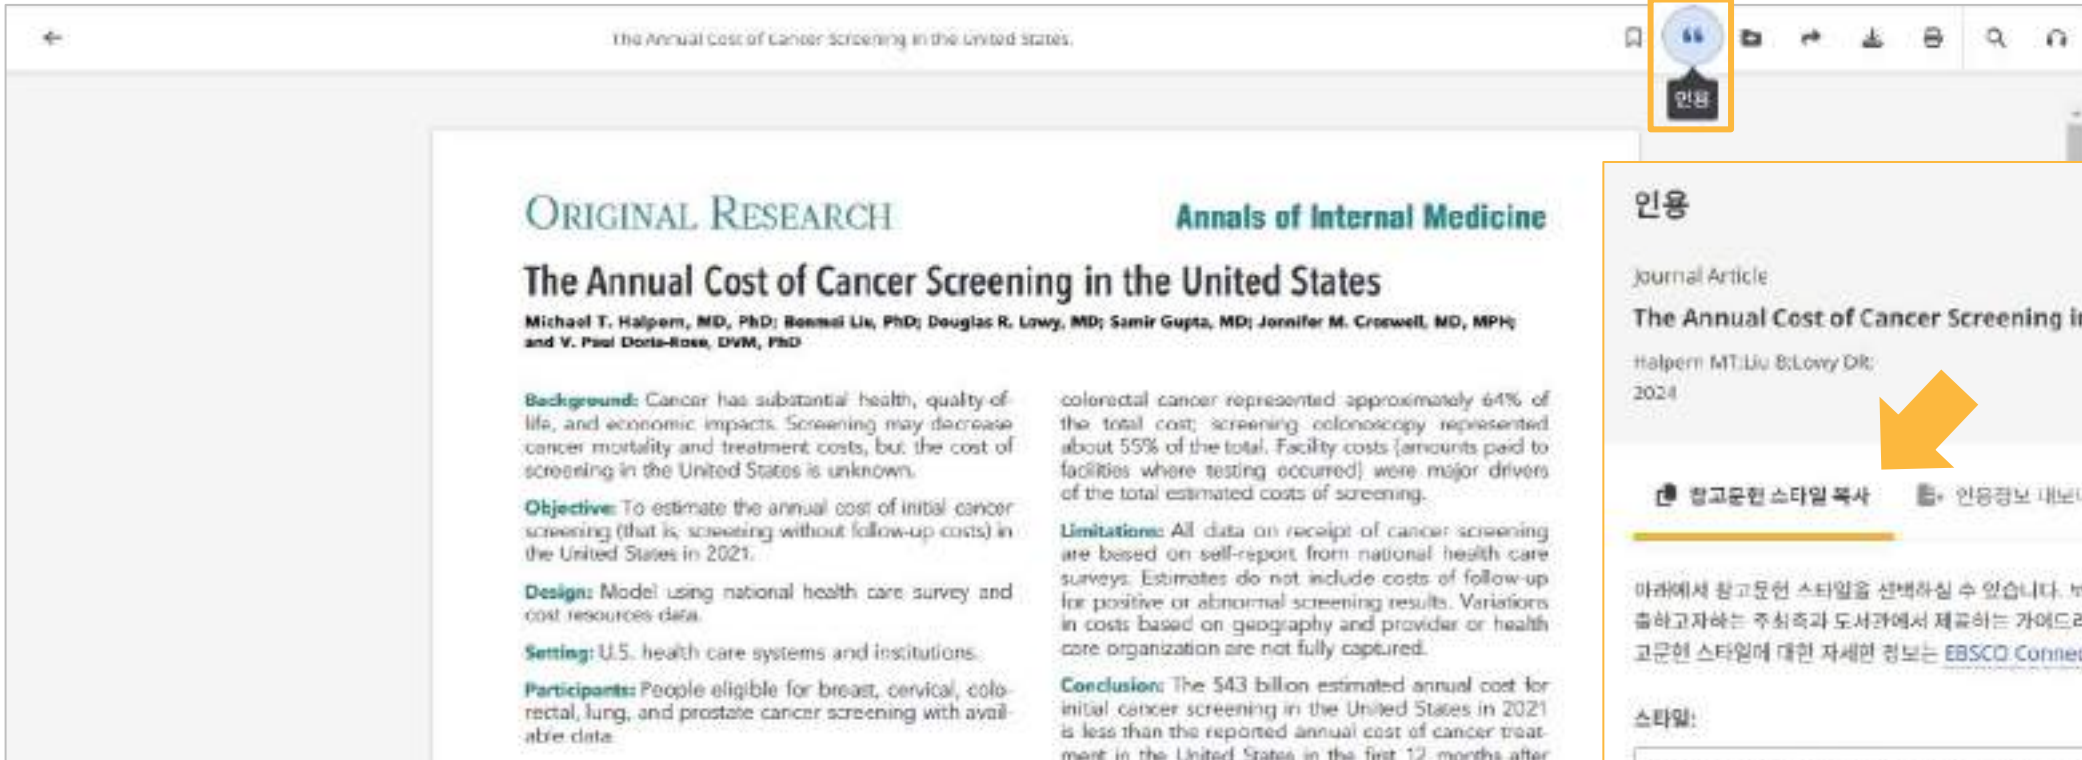 The Annual Cost of Cancer Screening in the United States.
인용
ORIGINAL RESEARCH
Annals of Internal Medicine
The Annual Cost of Cancer Screening in the United States
Michael T. Halpern, MD, PhD; Benmei Liu, PhD; Douglas R. Lowy, MD; Samir Gupta, MD; Jennifer M. Croswell, MD, MPH;
and V. Paul Doria-Rose, DVM, PhD
Background: Cancer has substantial health, quality-of-
life, and economic impacts. Screening may decrease
cancer mortality and treatment costs, but the cost of
screening in the United States is unknown.
Objective: To estimate the annual cost of initial cancer
screening (that is, screening without follow-up costs) in
the United States in 2021.
Design: Model using national health care survey and
cost resources data.
Setting: U.S. health care systems and institutions.
Participants: People eligible for breast, cervical, colo-
rectal, lung, and prostate cancer screening with avail-
able data.
colorectal cancer represented approximately 64% of
the total cost; screening colonoscopy represented
about 55% of the total. Facility costs (amounts paid to
facilities where testing occurred) were major drivers
of the total estimated costs of screening.
Limitations: All data on receipt of cancer screening
are based on self-report from national health care
surveys. Estimates do not include costs of follow-up
for positive or abnormal screening results. Variations
in costs based on geography and provider or health
care organization are not fully captured.
Conclusion: The $43 billion estimated annual cost for
initial cancer screening in the United States in 2021
is less than the reported annual cost of cancer treat-
ment in the United States in the first 12 months after
인용
Journal Article
The Annual Cost of Cancer Screening i
Halpern MT;Liu B;Lowy DR;
2024
참고문헌 스타일 복사
인용정보 내보
아래에서 참고문헌 스타일을 선택하실 수 있습니다.
출하고자하는 주최측과 도서관에서 제공하는 가이드라
고문헌 스타일에 대한 자세한 정보는 EBSCO Connec
스타일: